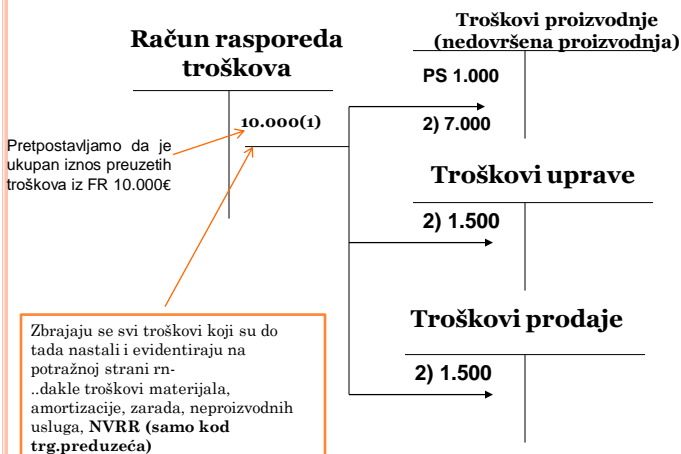 Račun rasporeda
troškova
10.000(1)
Pretpostavljamo da je
ukupan iznos preuzetih
troškova iz FR 10.000€
Zbrajaju se svi troškovi koji su do
tada nastali i evidentiraju na
potražnoj strani rn-
..dakle troškovi materijala,
amortizacije, zarada, neproizvodnih
usluga, NVRR (samo kod
trg.preduzeća)
Troškovi proizvodnje
(nedovršena proizvodnja)
PS 1.000
2) 7.000
Troškovi uprave
2) 1.500
Troškovi prodaje
2) 1.500